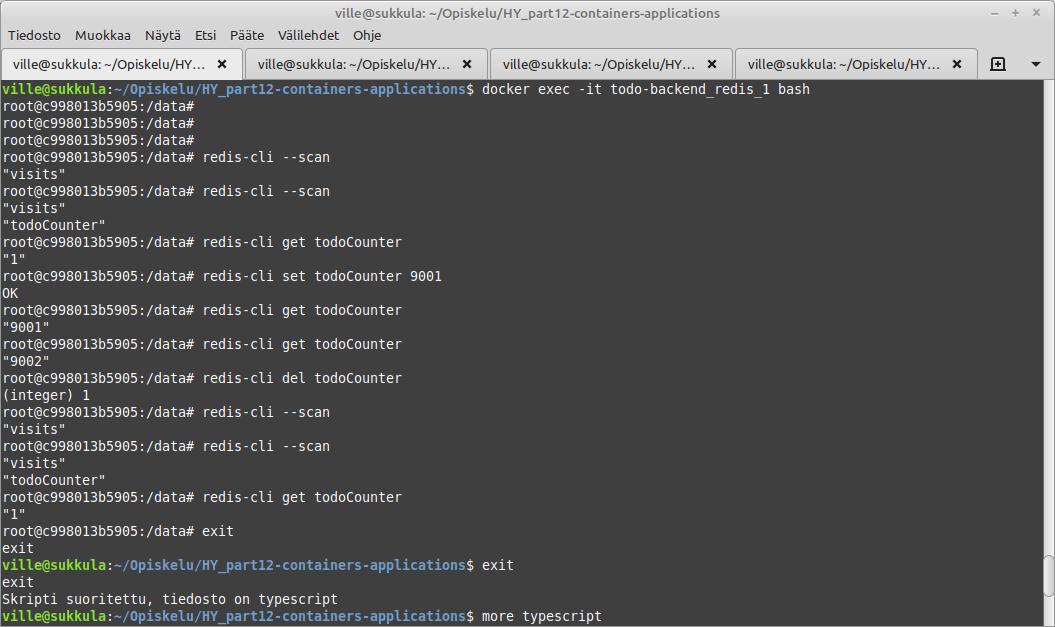 ville@sukkula: ~/Opiskelu/HY_part12-containers-applications
Tiedosto Muokkaa Näytä Etsi Pääte Välilehdet Ohje
ville@sukkula: ~/Opiskelu/HY... ville@sukkula: ~/Opiskelu/HY... ville@sukkula: ~/Opiskelu/HY... ville@sukkula: ~/Opiskelu/HY...
ville@sukkula:~/Opiskelu/HY_part12-containers-applications$ docker exec -it todo-backend_redis_1 bash
root@c998013b5905:/data#
root@c998013b5905:/data#
root@c998013b5905:/data#
root@c998013b5905:/data# redis-cli --scan
"visits"
root@c998013b5905:/data# redis-cli --scan
"visits"
"todoCounter"
root@c998013b5905:/data# redis-cli get todoCounter
"1"
root@c998013b5905:/data# redis-cli set todoCounter 9001
OK
root@c998013b5905:/data# redis-cli get todoCounter
"9001"
root@c998013b5905:/data# redis-cli get todoCounter
"9002"
root@c998013b5905:/data# redis-cli del todoCounter
(integer) 1
root@c998013b5905:/data# redis-cli --scan
"visits"
root@c998013b5905:/data# redis-cli --scan
"visits"
"todoCounter"
root@c998013b5905:/data# redis-cli get todoCounter
"1"
root@c998013b5905:/data# exit
exit
ville@sukkula:~/Opiskelu/HY_part12-containers-applications$ exit
exit
Skripti suoritettu, tiedosto on typescript
ville@sukkula:~/Opiskelu/HY_part12-containers-applications$ more typescript